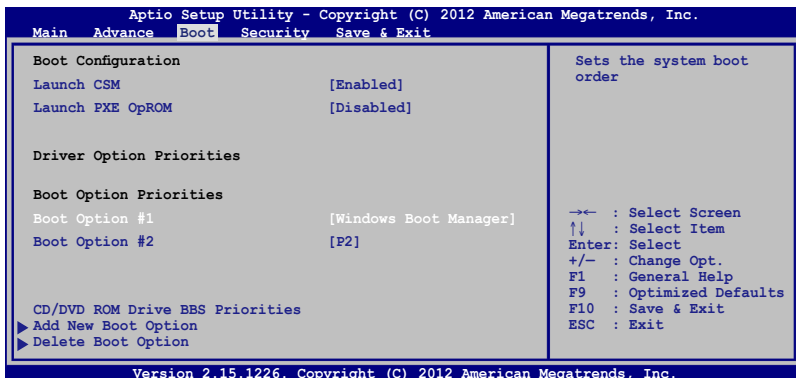 Aptio Setup Utility - Copyright (C) 2012 American Megatrends, Inc.
Main Advance Boot Security Save & Exit
Boot Configuration
Launch CSM [Enabled]
Launch PXE OpROM [Disabled]
Driver Option Priorities
Boot Option Priorities
Boot Option #1 [Windows Boot Manager]
Boot Option #2 [P2]
CD/DVD ROM Drive BBS Priorities
Add New Boot Option
Delete Boot Option
Sets the system boot
order
→← : Select Screen
↑↓ : Select Item
Enter: Select
+/— : Change Opt.
F1 : General Help
F9 : Optimized Defaults
F10 : Save & Exit
ESC : Exit
Version 2.15.1226. Copyright (C) 2012 American Megatrends, Inc.